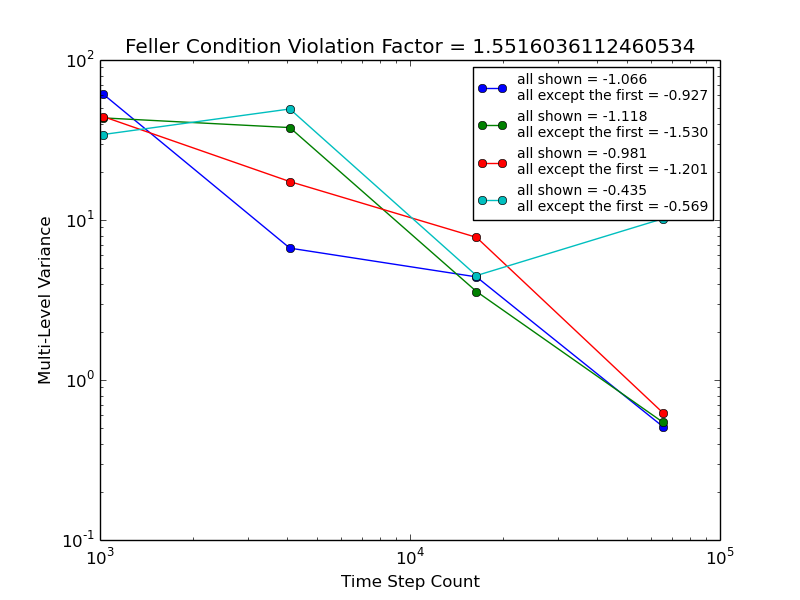 Feller Condition Violation Factor = 1.5516036112460534
10^2
10^1
10^0
10^-1
Multi-Level Variance
all shown = -1.066
all except the first = -0.927
all shown = -1.118
all except the first = -1.530
all shown = -0.981
all except the first = -1.201
all shown = -0.435
all except the first = -0.569
10^3 10^4 10^5
Time Step Count